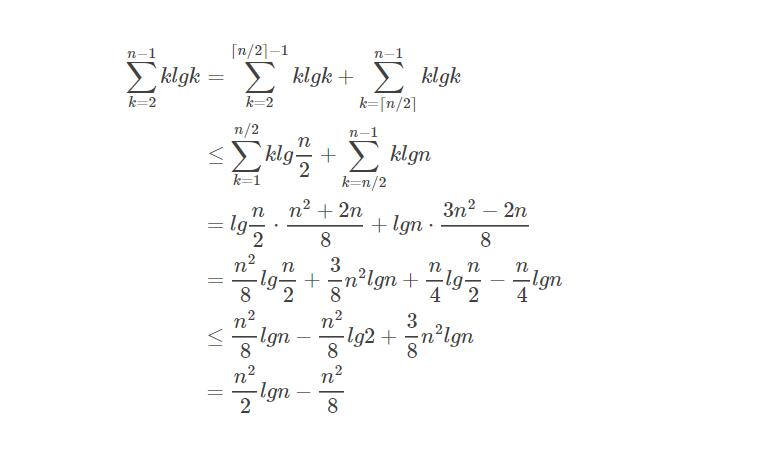 \sum_{k=2}^{n-1} klgk = \sum_{k=2}^{\lceil n/2 \rceil -1} klgk + \sum_{k=\lceil n/2 \rceil}^{n-1} klgk
\leq \sum_{k=1}^{n/2} klg\frac{n}{2} + \sum_{k=n/2}^{n-1} klgn
= lg\frac{n}{2} \cdot \frac{n^2+2n}{8} + lgn \cdot \frac{3n^2-2n}{8}
= \frac{n^2}{8}lg\frac{n}{2} + \frac{3}{8}n^2lgn + \frac{n}{4}lg\frac{n}{2} - \frac{n}{4}lgn
\leq \frac{n^2}{8}lgn - \frac{n^2}{8}lg2 + \frac{3}{8}n^2lgn
= \frac{n^2}{2}lgn - \frac{n^2}{8}